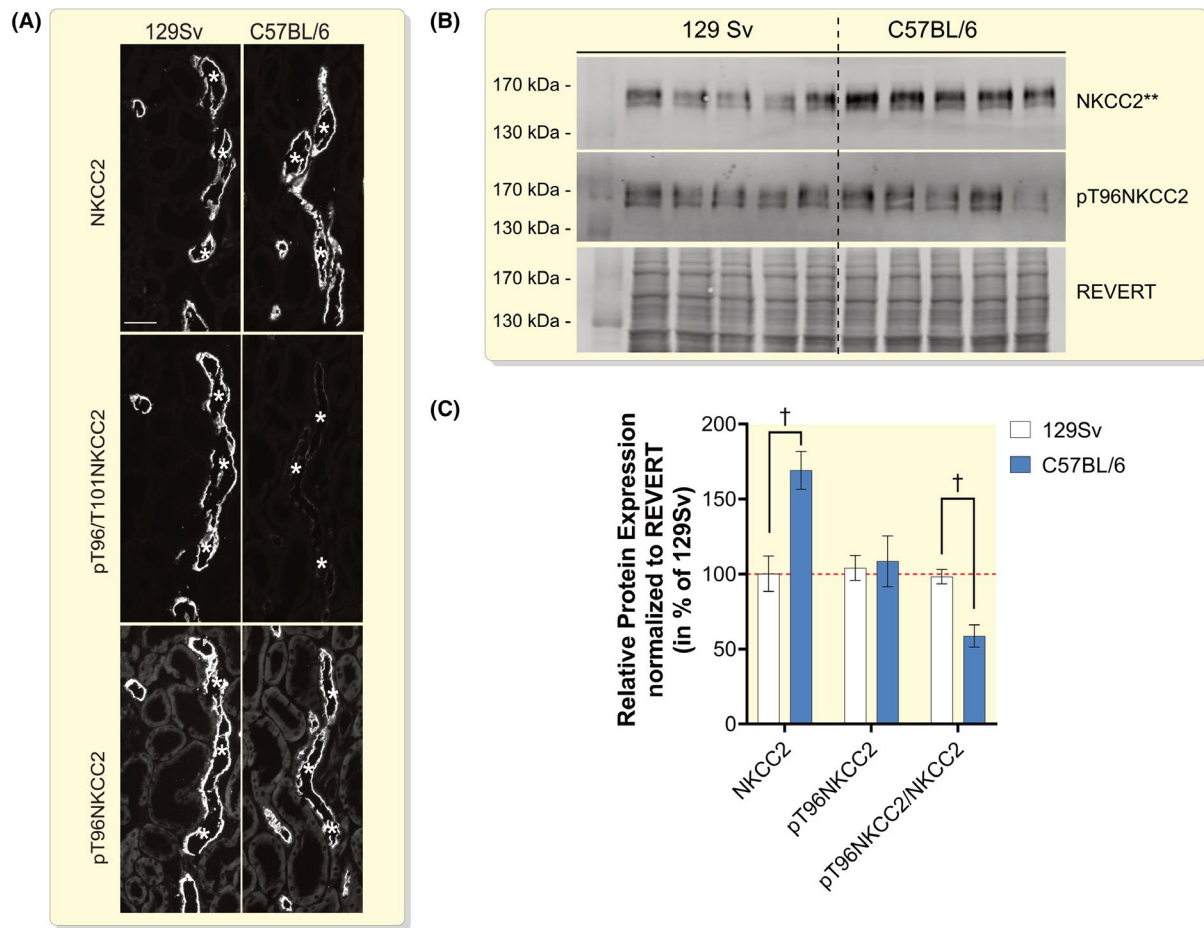 (A)
129Sv C57BL/6
NKCC2
* * * * * *
pT96/T101NKCC2
* * * * * *
pT96NKCC2
* * * * * *
(B)
129 Sv C57BL/6
170 kDa -
130 kDa -
NKCC2**
170 kDa -
130 kDa -
pT96NKCC2
170 kDa -
130 kDa -
REVERT
(C)
Relative Protein Expression
normalized to REVERT
(in % of 129Sv)
200
150
100
50
0
† †
129Sv
C57BL/6
NKCC2
pT96NKCC2
pT96NKCC2/NKCC2